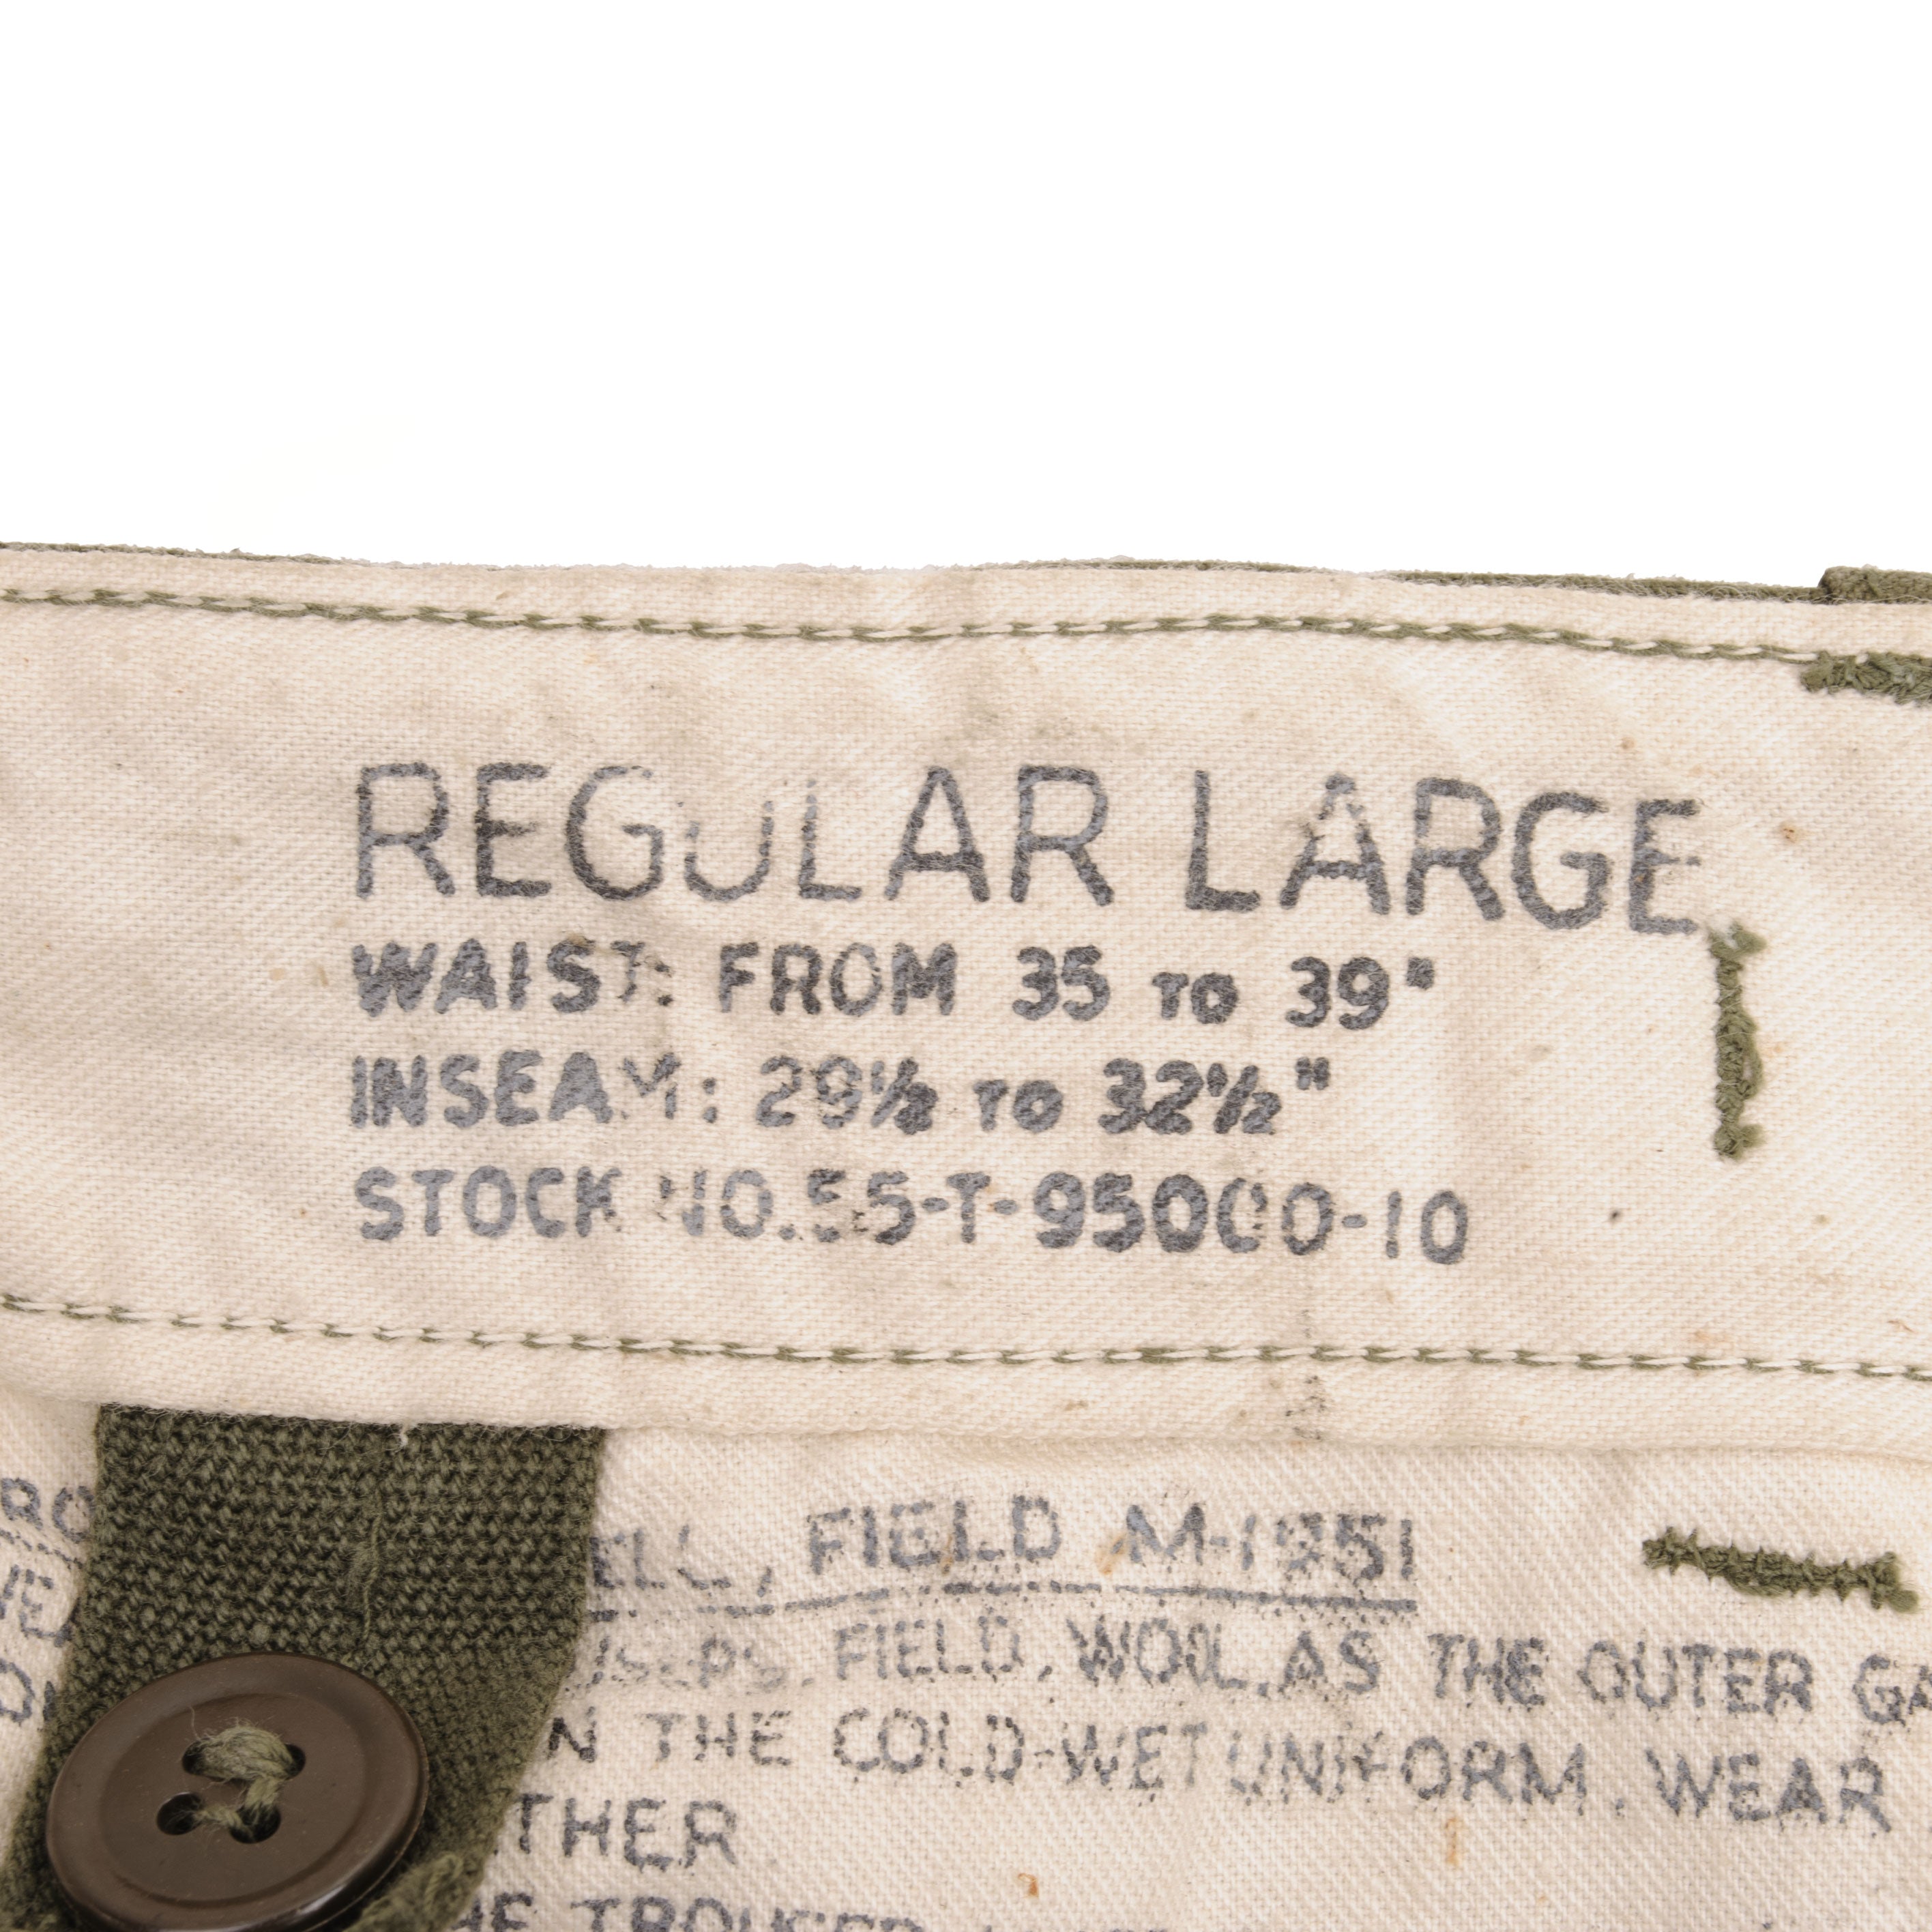 REGULAR LARGE
WAIST: FROM 35 TO 39"
INSEAM: 29½ TO 32½"
STOCK NO. 55-T-95000-10
FIELD M-1951
FIELD, WOOL, AS THE OUTER
THE COLD-WET UNIFORM. WEAR